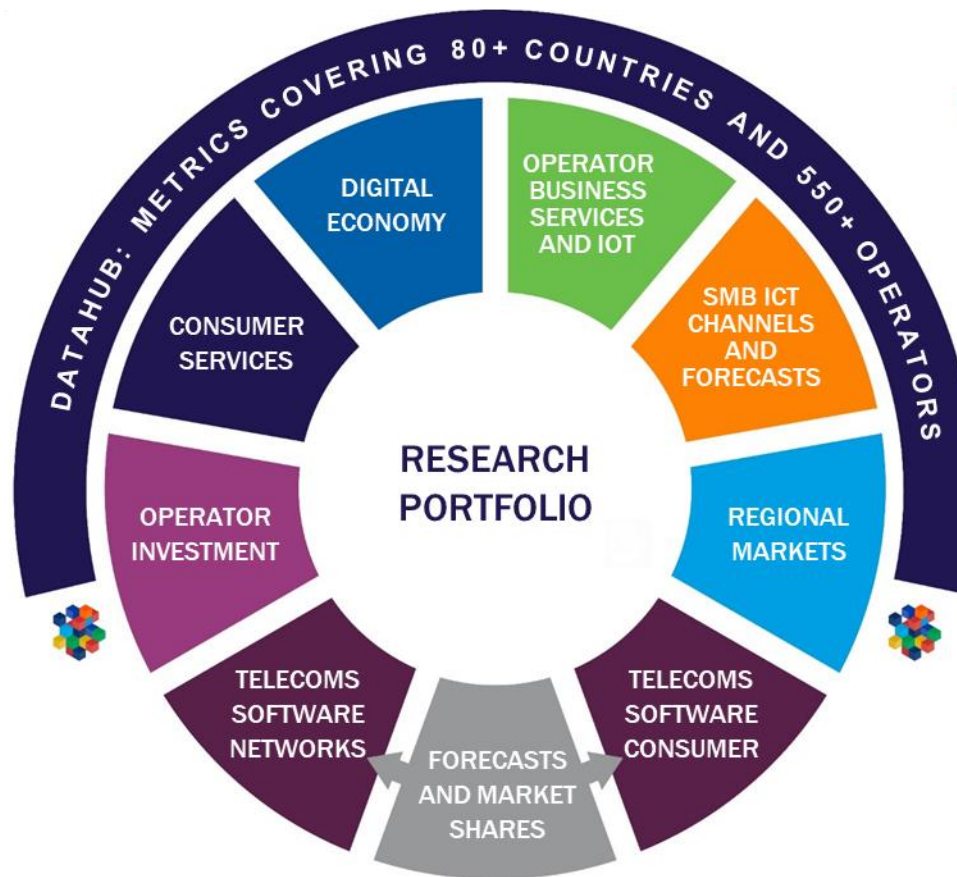 DATAHUB: METRICS COVERING 80+ COUNTRIES AND 550+ OPERATORS
DIGITAL
ECONOMY
OPERATOR
BUSINESS
SERVICES
AND IOT
CONSUMER
SERVICES
SMB ICT
CHANNELS
AND
FORECASTS
RESEARCH
PORTFOLIO
OPERATOR
INVESTMENT
REGIONAL
MARKETS
TELECOMS
SOFTWARE
NETWORKS
FORECASTS
AND MARKET
SHARES
TELECOMS
SOFTWARE
CONSUMER